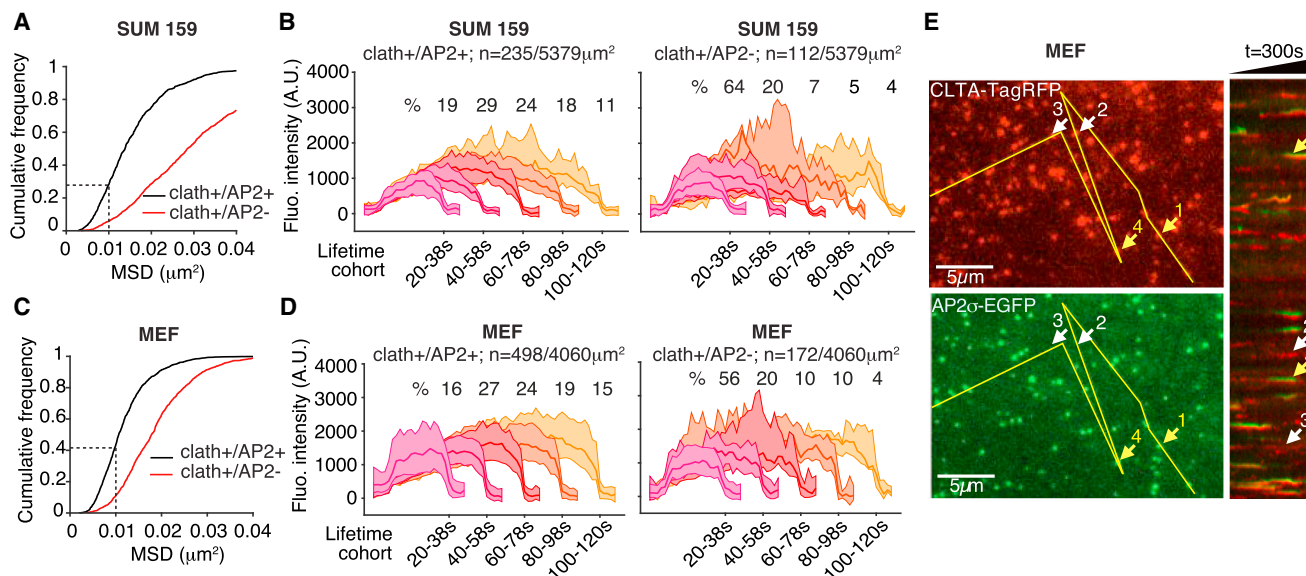 A
SUM 159
Cumulative frequency
1
0.8
0.6
0.4
0.2
0
clath+/AP2+
clath+/AP2-
0 0.01 0.02 0.03 0.04
MSD (μm²)
B
SUM 159
clath+/AP2+; n=235/5379μm²
clath+/AP2-; n=112/5379μm²
Fluo. intensity (A.U.)
4000
3000
2000
1000
0
% 19 29 24 18 11
% 64 20 7 5 4
Lifetime
cohort
20-38s
40-58s
60-78s
80-98s
100-120s
20-38s
40-58s
60-78s
80-98s
100-120s
C
MEF
Cumulative frequency
1
0.8
0.6
0.4
0.2
0
clath+/AP2+
clath+/AP2-
0 0.01 0.02 0.03 0.04
MSD (μm²)
D
MEF
clath+/AP2+; n=498/4060μm²
MEF
clath+/AP2-; n=172/4060μm²
Fluo. intensity (A.U.)
4000
3000
2000
1000
0
% 16 27 24 19 15
% 56 20 10 10 4
Lifetime
cohort
20-38s
40-58s
60-78s
80-98s
100-120s
20-38s
40-58s
60-78s
80-98s
100-120s
E
MEF
t=300s
CLTA-TagRFP
3
2
1
4
5μm
AP2σ-EGFP
3
2
1
4
5μm
3